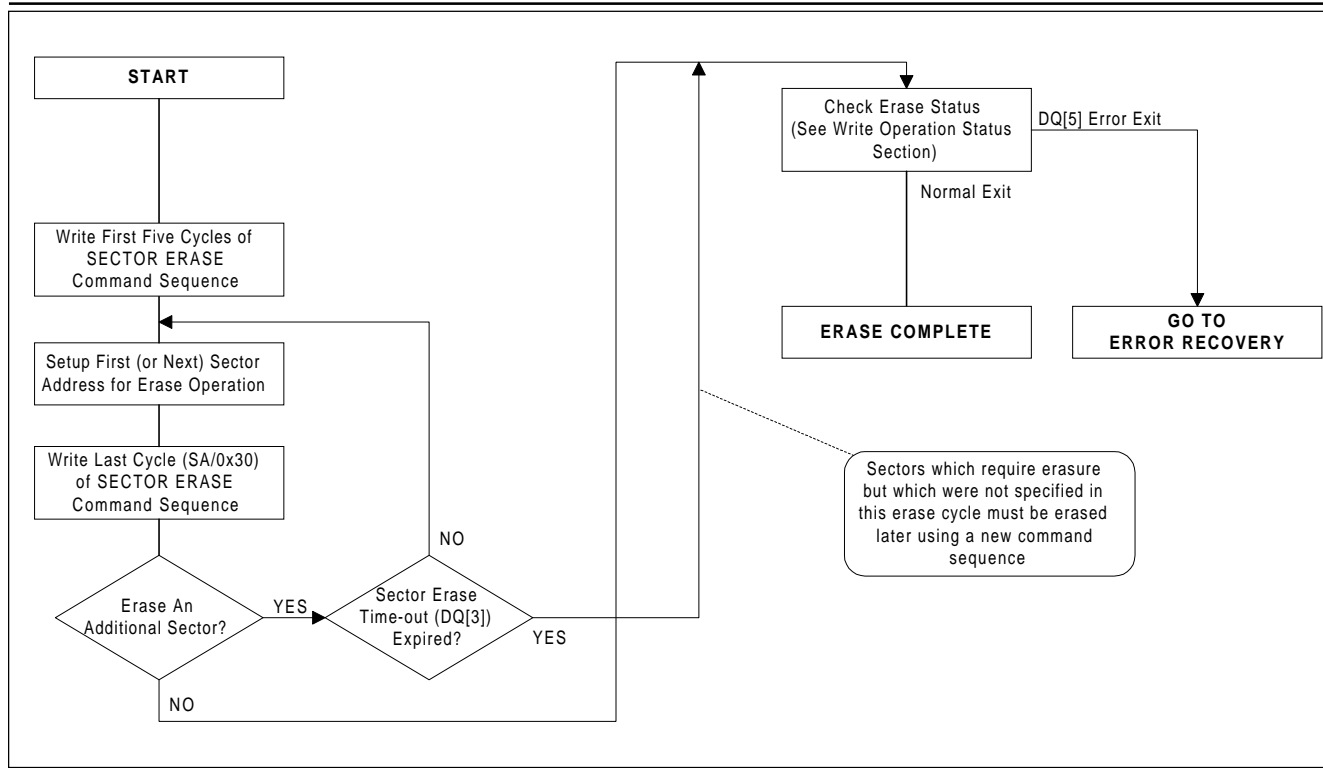 START
Write First Five Cycles of
SECTOR ERASE
Command Sequence
Setup First (or Next) Sector
Address for Erase Operation
Write Last Cycle (SA/0x30)
of SECTOR ERASE
Command Sequence
Erase An
Additional Sector?
YES
NO
Sector Erase
Time-out (DQ[3])
Expired?
NO
YES
Check Erase Status
(See Write Operation Status
Section)
DQ[5] Error Exit
Normal Exit
ERASE COMPLETE
GO TO
ERROR RECOVERY
Sectors which require erasure
but which were not specified in
this erase cycle must be erased
later using a new command
sequence